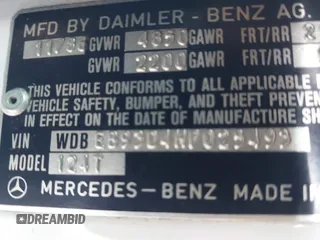 MFD BY DAIMLER - BENZ AG.
GVWR 4850 GAWR FRT/RR
GVWR 2200 GAWR FRT/RR
THIS VEHICLE CONFORMS TO ALL APPLICABLE
VEHICLE SAFETY, BUMPER, AND THEFT
IN EFFECT ON THE DATE OF MANUFACTURE
VIN WDB
MODEL
MERCEDES-BENZ MADE IN
DREAMBID